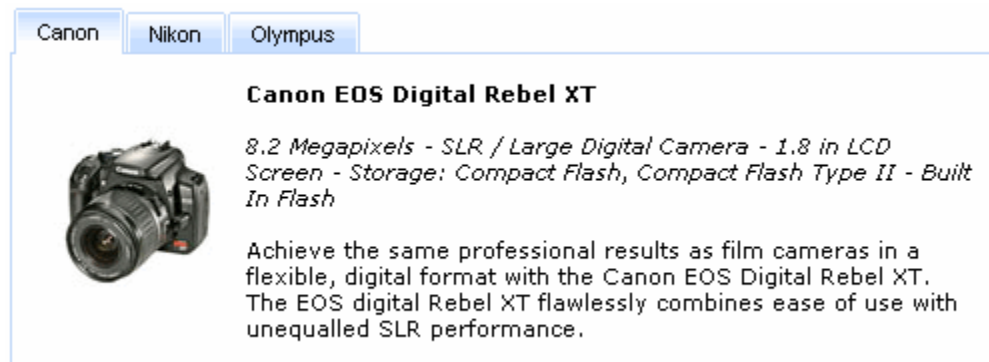 Canon Nikon Olympus
Canon EOS Digital Rebel XT
8.2 Megapixels - SLR / Large Digital Camera - 1.8 in LCD
Screen - Storage: Compact Flash, Compact Flash Type II - Built
In Flash
Achieve the same professional results as film cameras in a
flexible, digital format with the Canon EOS Digital Rebel XT.
The EOS digital Rebel XT flawlessly combines ease of use with
unequalled SLR performance.